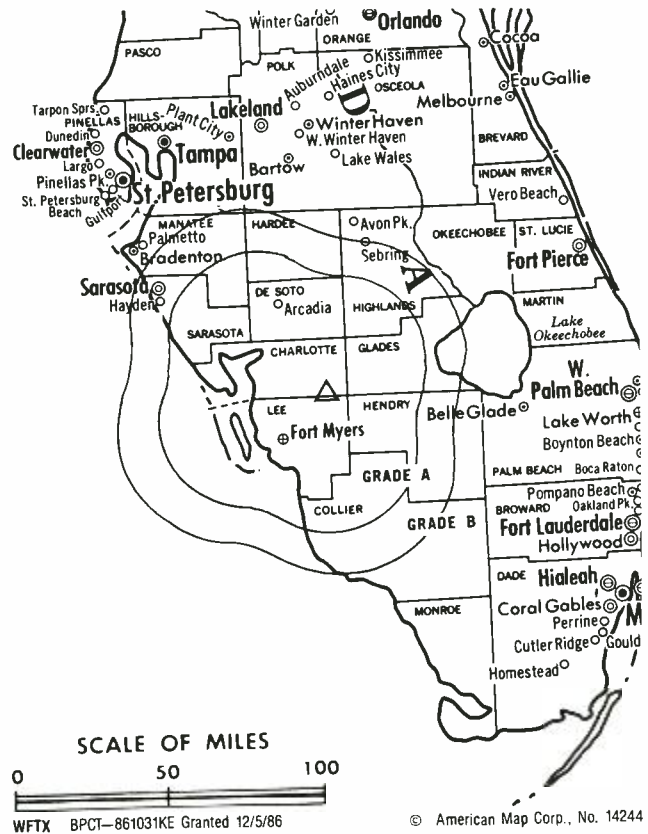 Winter Garden
Orlando
ORANGE
Cocoa
PASCO
POLK
Kissimmee
Auburndale
Haines City
OSCEOLA
Eau Gallie
Melbourne
Tarpon Sprs.
PINELLAS
HILLS-
BOROUGH
Plant City
Lakeland
D
Winter Haven
Dunedin
Clearwater
Tampa
W. Winter Haven
BREVARD
Largo
Bartow
Lake Wales
Pinellas Pk.
St. Petersburg
INDIAN RIVER
St. Petersburg
Beach
Gulfport
Vero Beach
MANATEE
HARDEE
Avon Pk.
OKEECHOBEE
ST. LUCIE
Palmetto
Bradenton
Sebring
Fort Pierce
A
Sarasota
Hayden
DE SOTO
Arcadia
HIGHLANDS
MARTIN
SARASOTA
Lake
Okeechobee
CHARLOTTE
GLADES
W.
Palm Beach
LEE
HENDRY
Belle Glade
Lake Worth
Fort Myers
Boynton Beach
GRADE A
PALM BEACH
Boca Raton
Pompano Beach
COLLIER
BROWARD
Oakland Pk.
GRADE B
Fort Lauderdale
Hollywood
DADE
Hialeah
MONROE
Coral Gables
M
Perrine
Cutler Ridge
Gould
Homestead
SCALE OF MILES
0 50 100
WFTX BPCT—861031KE Granted 12/5/86
© American Map Corp., No. 14244